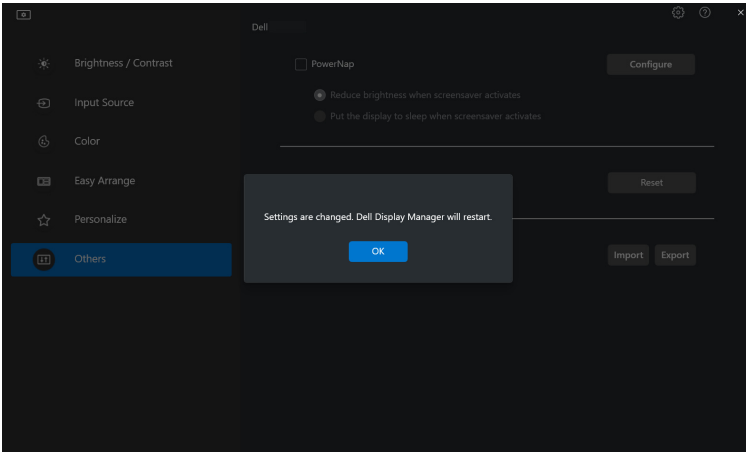 Dell
Brightness / Contrast
Input Source
Color
Easy Arrange
Personalize
Others
PowerNap
Configure
Reduce brightness when screensaver activates
Put the display to sleep when screensaver activates
Reset
Settings are changed. Dell Display Manager will restart.
OK
Import Export